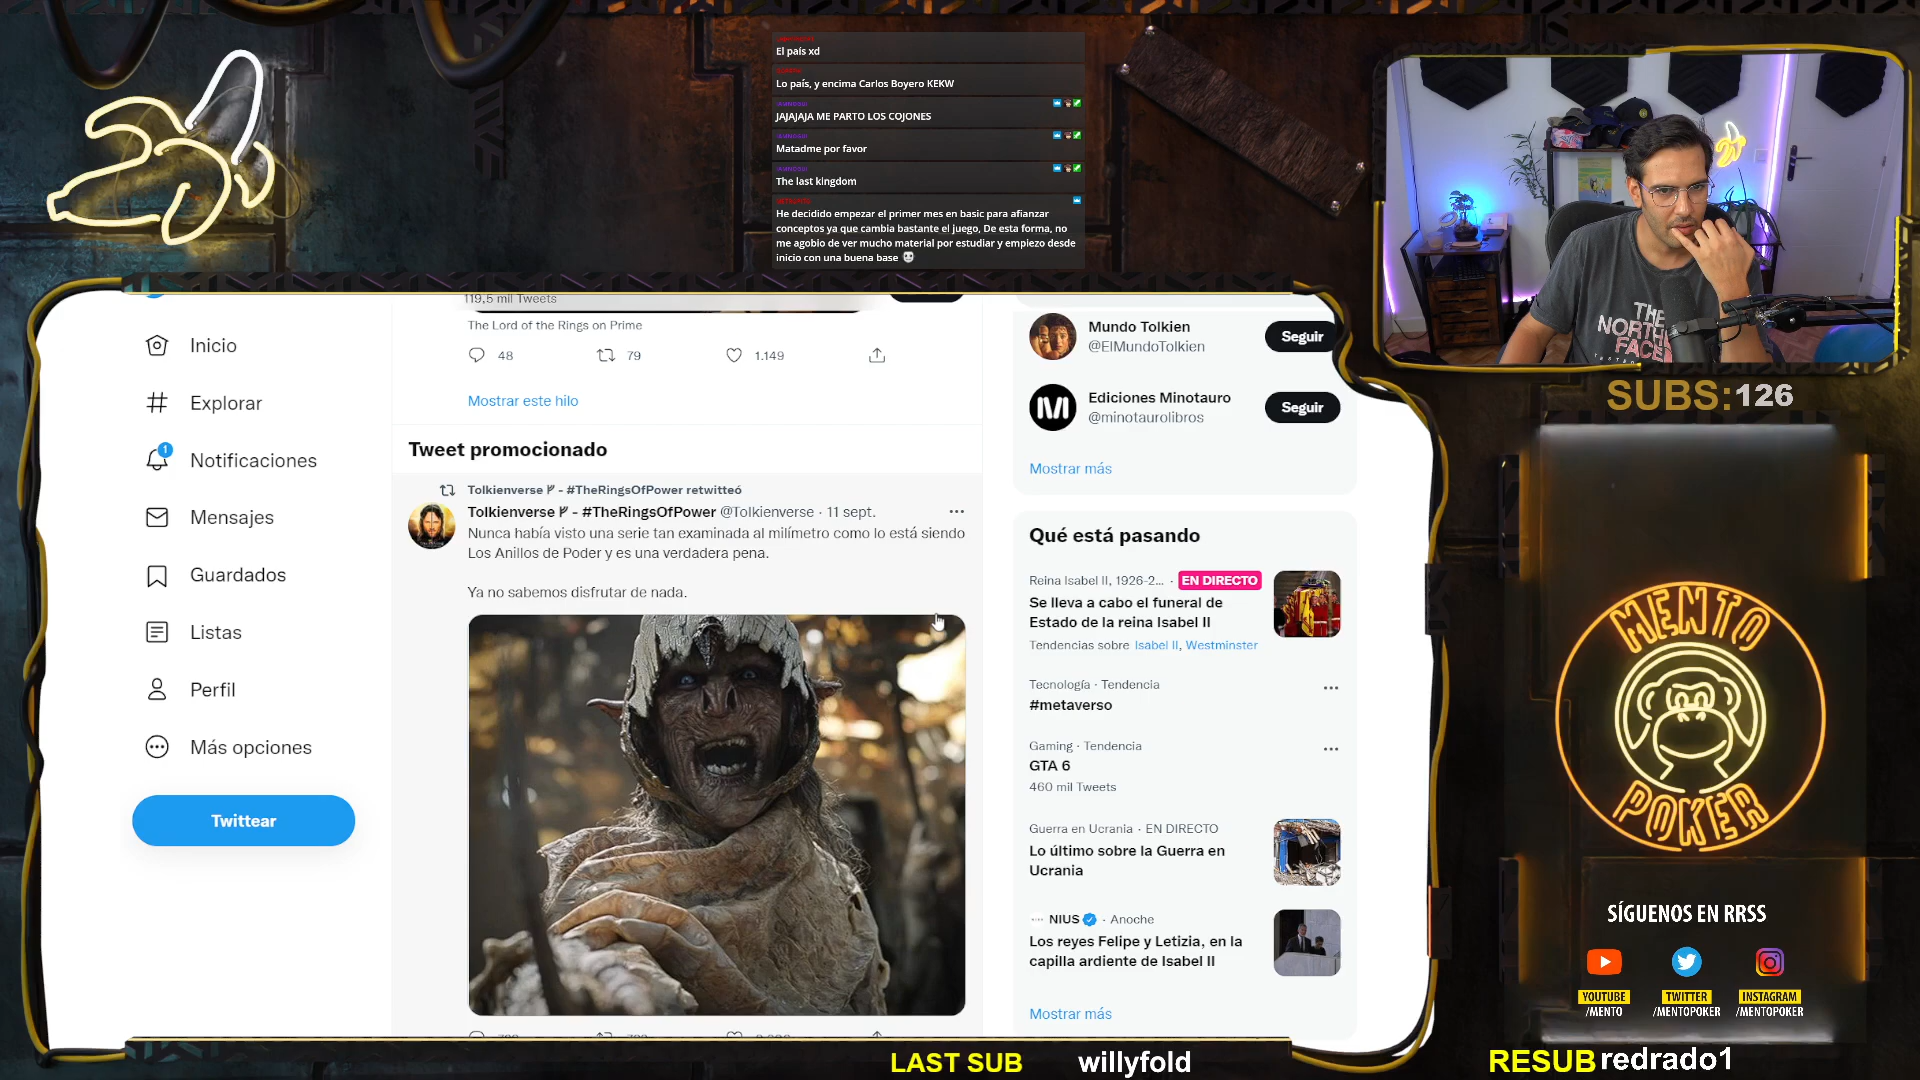 El país xd
Lo país, y encima Carlos Boyero KEKW
JAJAJAJA ME PARTO LOS COJONES
Matadme por favor
The last kingdom
He decidido empezar el primer mes en basic para afianzar
conceptos ya que cambia bastante el juego, De esta forma, no
me agobio de ver mucho material por estudiar y empiezo desde
inicio con una buena base
Inicio
Explorar
1
Notificaciones
Mensajes
Guardados
Listas
Perfil
Más opciones
Twittear
119,5 mil Tweets
The Lord of the Rings on Prime
48 79 1.149
Mostrar este hilo
Tweet promocionado
Tolkienverse - #TheRingsOfPower retwitteó
Tolkienverse - #TheRingsOfPower @Tolkienverse · 11 sept.
Nunca había visto una serie tan examinada al milímetro como lo está siendo
Los Anillos de Poder y es una verdadera pena.
Ya no sabemos disfrutar de nada.
Mundo Tolkien
@ElMundoTolkien
Seguir
Ediciones Minotauro
@minotaurolibros
Seguir
Mostrar más
Qué está pasando
Reina Isabel II, 1926-2... · EN DIRECTO
Se lleva a cabo el funeral de
Estado de la reina Isabel II
Tendencias sobre Isabel II, Westminster
Tecnología · Tendencia
#metaverso
Gaming · Tendencia
GTA 6
460 mil Tweets
Guerra en Ucrania · EN DIRECTO
Lo último sobre la Guerra en
Ucrania
NIUS · Anoche
Los reyes Felipe y Letizia, en la
capilla ardiente de Isabel II
Mostrar más
THE
NORTH
FACE
SUBS: 126
MENTO
POKER
SÍGUENOS EN RRSS
YOUTUBE
/MENTO
TWITTER
/MENTOPOKER
INSTAGRAM
/MENTOPOKER
LAST SUB willyfold
RESUB redrado1